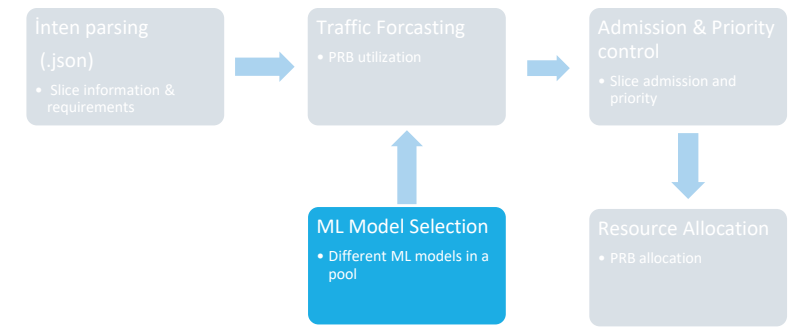 İnten parsing
(.json)
• Slice information &
requirements
Traffic Forcasting
• PRB utilization
Admission & Priority
control
• Slice admission and
priority
ML Model Selection
• Different ML models in a
pool
Resource Allocation
• PRB allocation